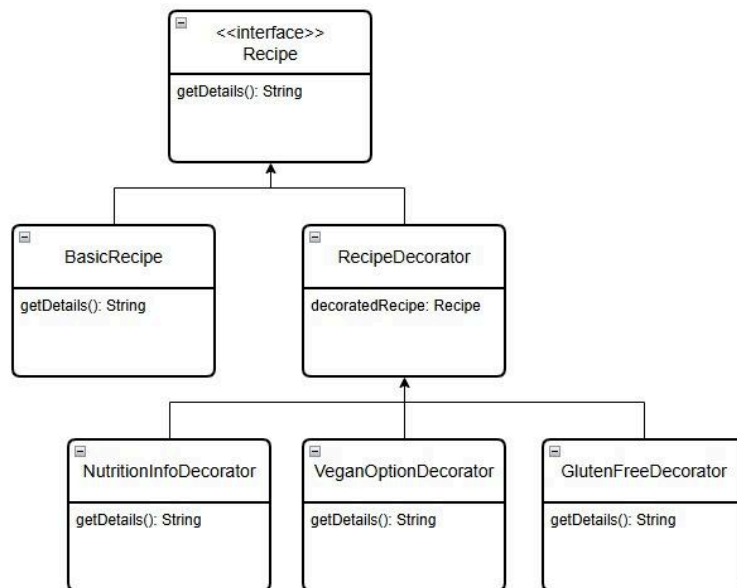 <<interface>>
Recipe
getDetails(): String
BasicRecipe
getDetails(): String
RecipeDecorator
decoratedRecipe: Recipe
NutritionInfoDecorator
getDetails(): String
VeganOptionDecorator
getDetails(): String
GlutenFreeDecorator
getDetails(): String